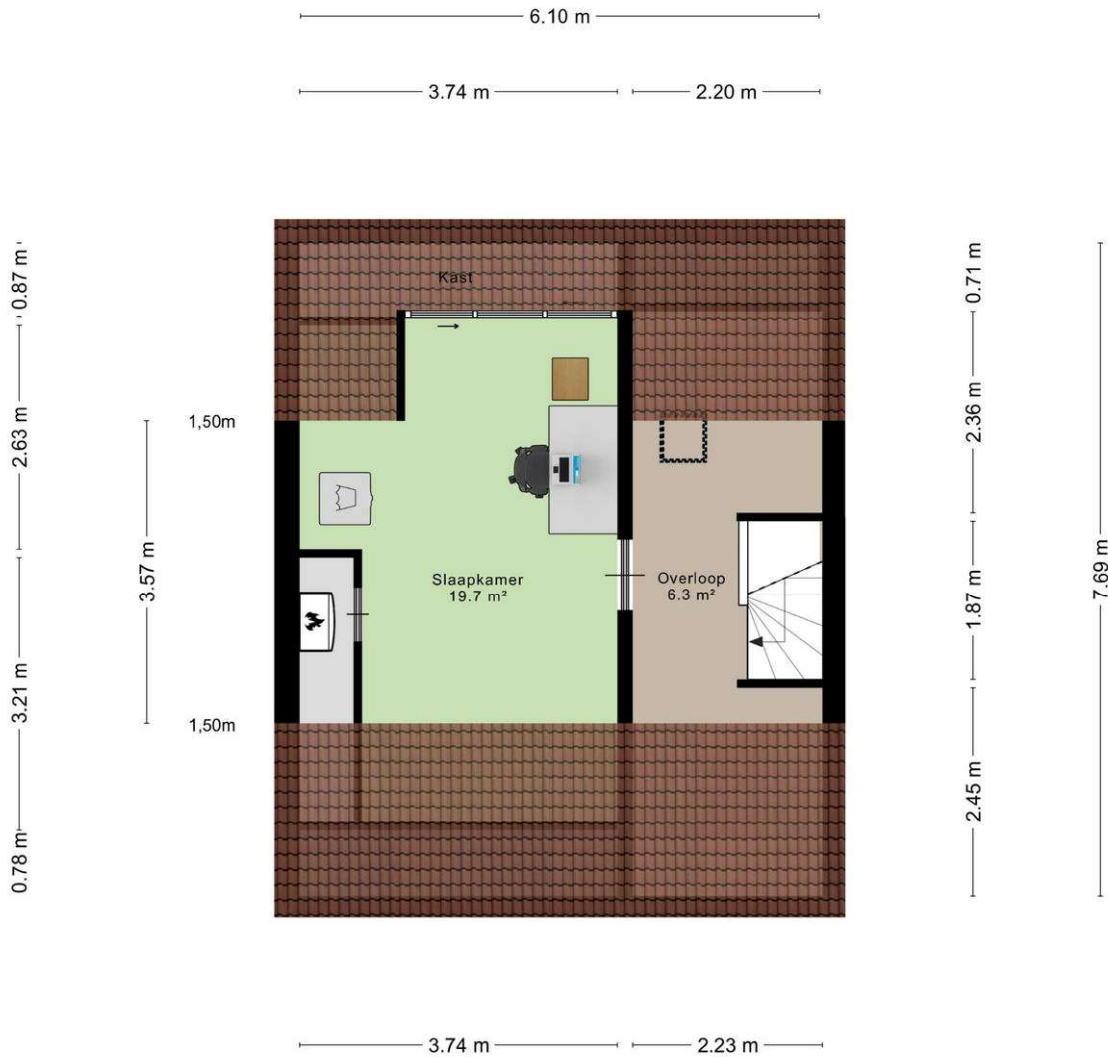 6.10 m
3.74 m
2.20 m
0.87 m
2.63 m
3.21 m
0.78 m
3.57 m
1,50m
1,50m
Kast
Slaapkamer
19.7 m²
Overloop
6.3 m²
0.71 m
2.36 m
1.87 m
2.45 m
7.69 m
3.74 m
2.23 m